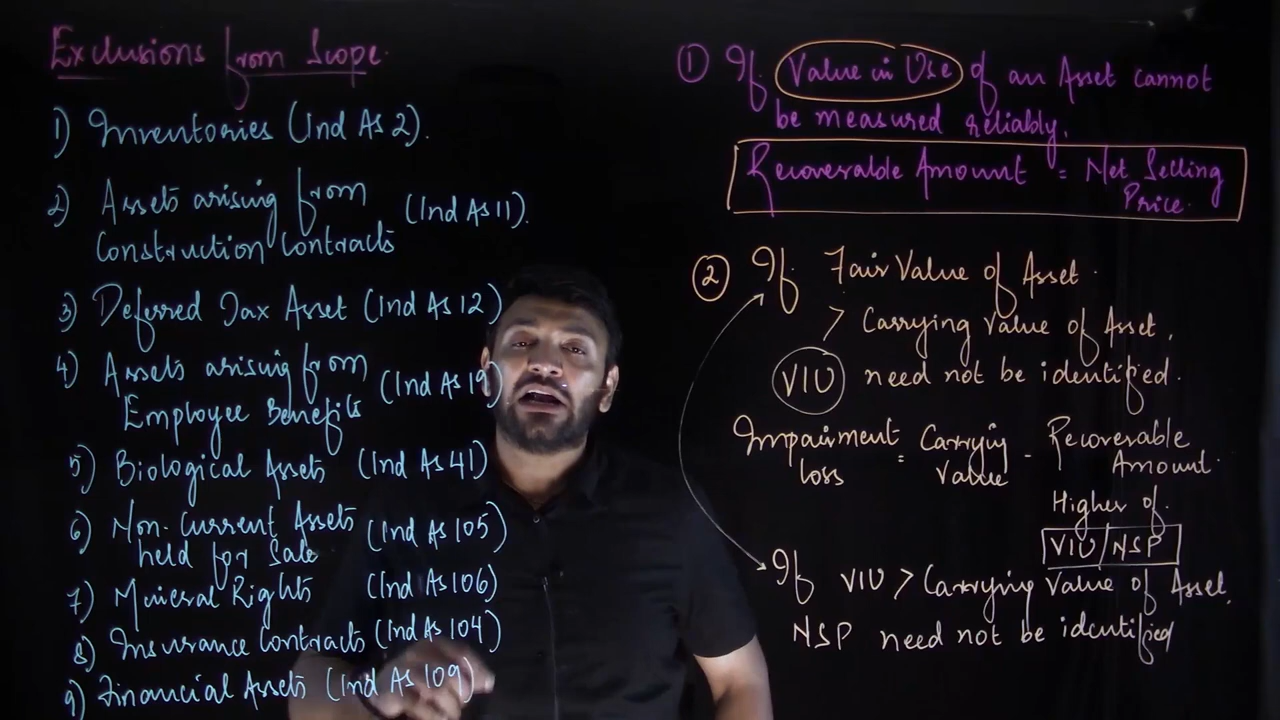 Exclusions from Scope.
1) Inventories (Ind As 2).
2) Assets arising from
Construction Contracts (Ind As 11).
3) Deferred Tax Asset (Ind As 12)
4) Assets arising from
Employee Benefits (Ind As 19)
5) Biological Assets (Ind As 41)
6) Non-Current Assets
held for Sale (Ind As 105)
7) Mineral Rights (Ind As 106)
8) Insurance Contracts (Ind As 104)
9) Financial Assets (Ind As 109)
① If Value in Use of an Asset cannot
be measured reliably.
Recoverable Amount = Net Selling
Price.
② If Fair Value of Asset.
> Carrying Value of Asset.
VIU need not be identified.
Impairment loss = Carrying Value - Recoverable Amount.
Higher of.
VIU/NSP
If VIU > Carrying Value of Asset.
NSP need not be identified